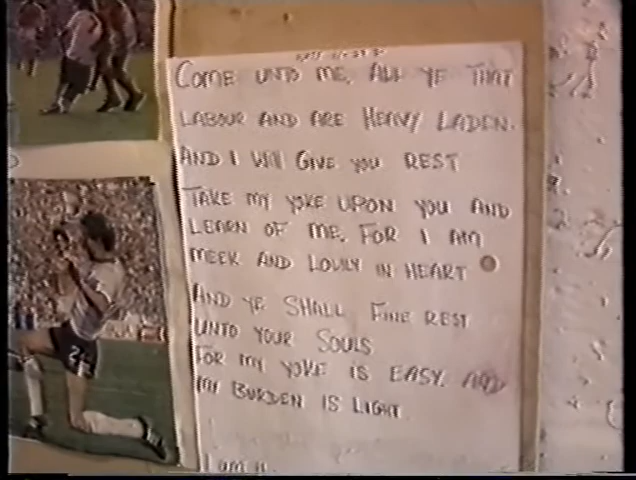 COME UNTO ME, ALL YE THAT
LABOUR AND ARE HEAVY LADEN.
AND I WILL GIVE YOU REST
TAKE MY YOKE UPON YOU AND
LEARN OF ME, FOR I AM
MEEK AND LOWLY IN HEART
AND YE SHALL FINE REST
UNTO YOUR SOULS
FOR MY YOKE IS EASY. AND
MY BURDEN IS LIGHT.